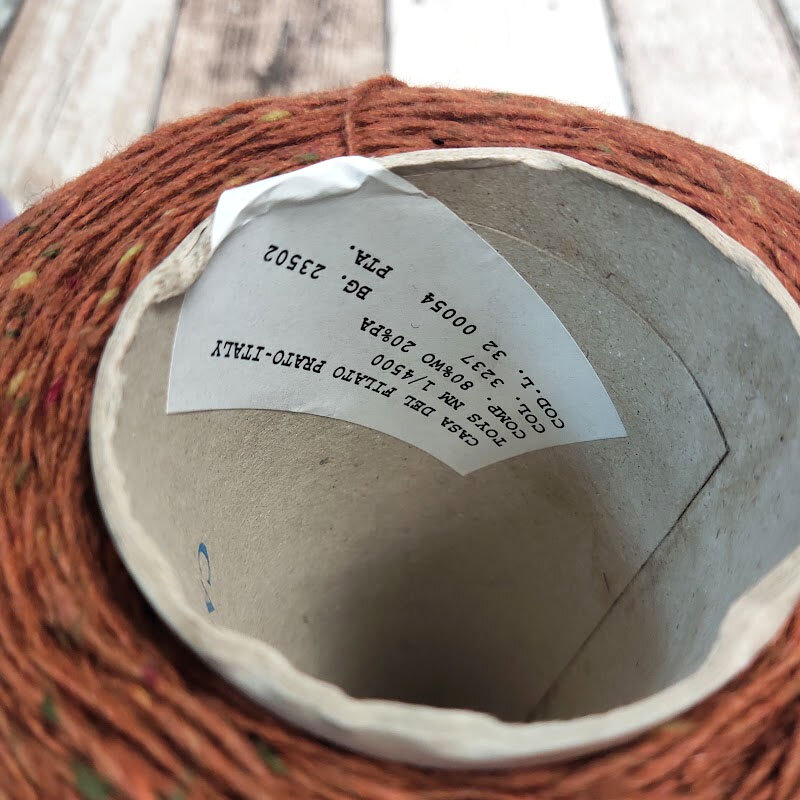 CASA DEL FILATO PRATO-ITALY
TOYS NM 1/4500
COMP. 80%WO 20%PA
COL. 3237
COD.L. 32 00054 BG. 23502
PTA.